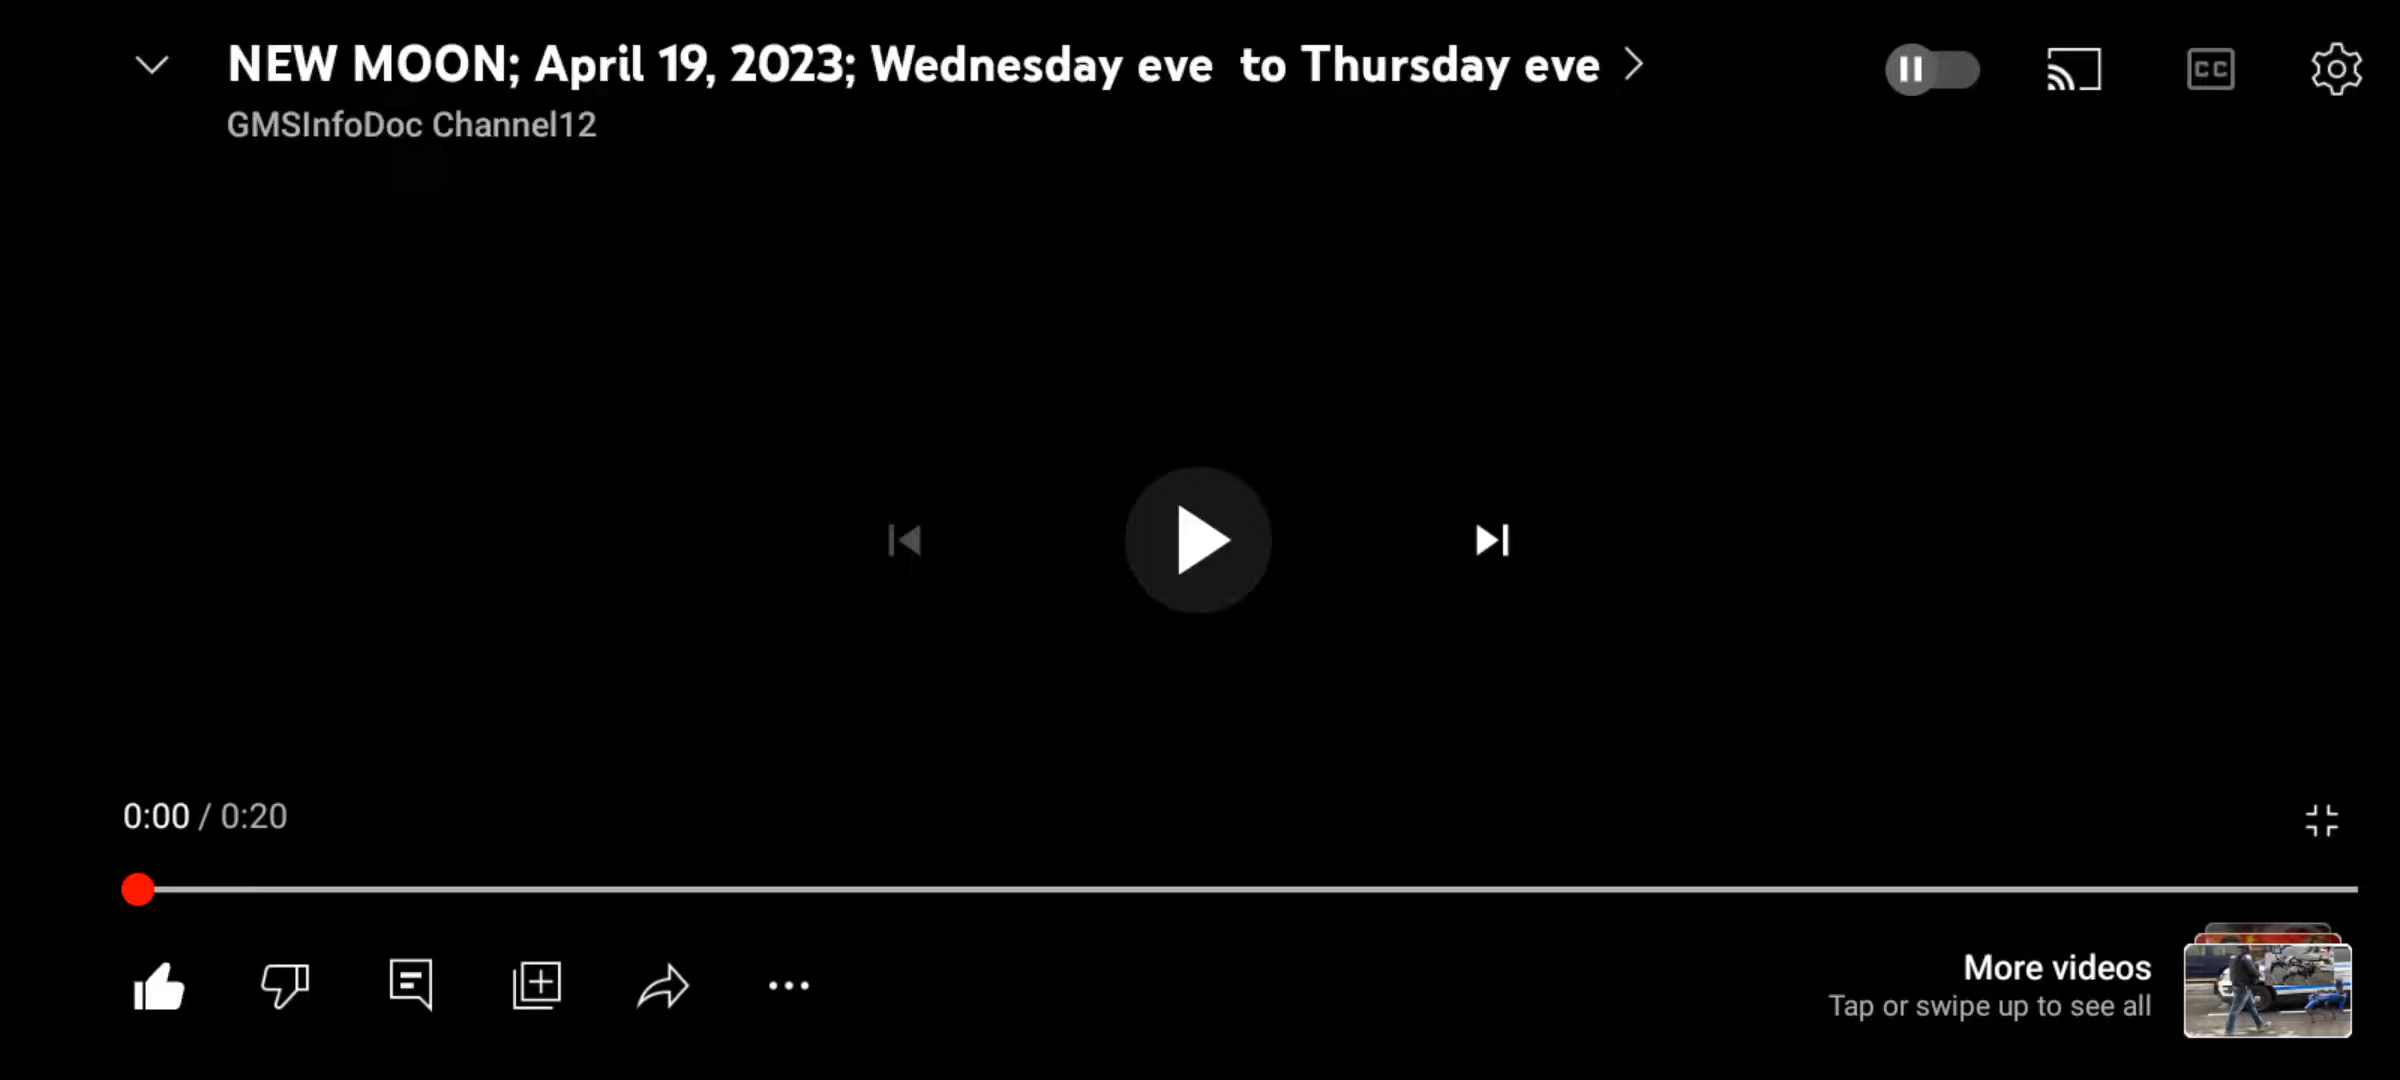 NEW MOON; April 19, 2023; Wednesday eve  to Thursday eve
GMSInfoDoc Channel12
CC
0:00 / 0:20
More videos
Tap or swipe up to see all